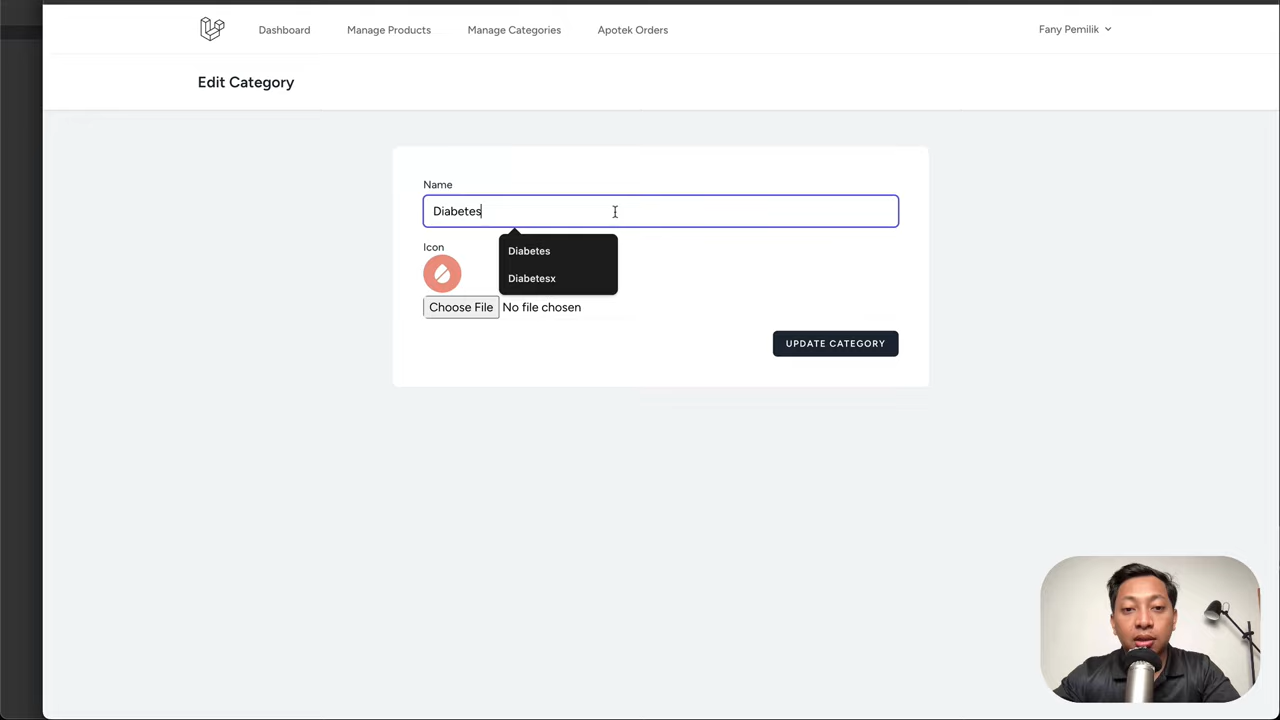 Dashboard Manage Products Manage Categories Apotek Orders Fany Pemilik
Edit Category
Name
Diabetes
Icon
Diabetes
Diabetesx
Choose File No file chosen
UPDATE CATEGORY